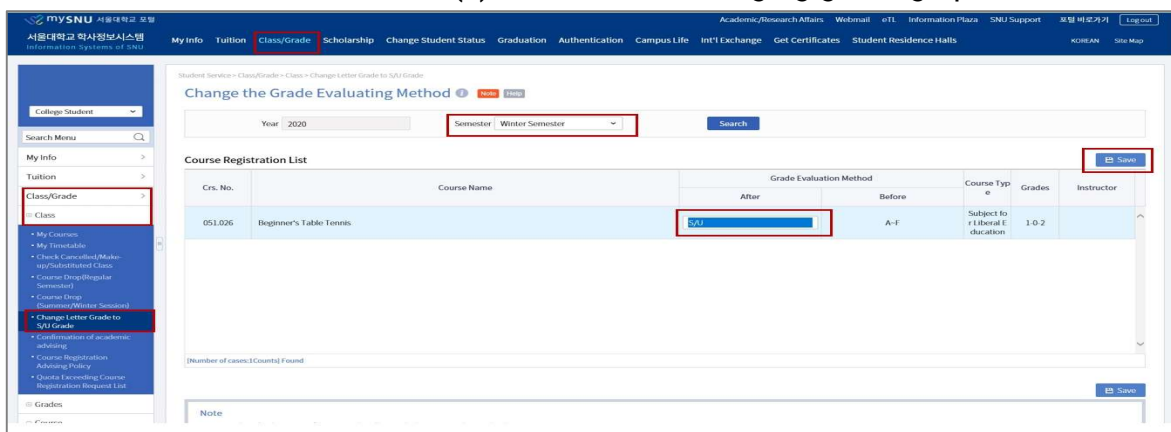 mySNU 서울대학교 포털
Academic/Research Affairs Webmail eTL Information Plaza SNU Support 포털 바로가기 Logout
서울대학교 학사정보시스템
Information Systems of SNU
My Info Tuition Class/Grade Scholarship Change Student Status Graduation Authentication Campus Life Int'l Exchange Get Certificates Student Residence Halls
KOREAN Site Map
Student Service > Class/Grade > Class > Change Letter Grade to S/U Grade
Change the Grade Evaluating Method Note Help
College Student
Year 2020 Semester Winter Semester Search
Search Menu
My Info
Tuition
Class/Grade
Class
My Courses
My Timetable
Check Cancelled/Make-
up/Substituted Class
Course Drop(Regular
Semester)
Course Drop
(Summer/Winter Session)
Change Letter Grade to
S/U Grade
Confirmation of academic
advising
Course Registration
Advising Policy
Quota Exceeding Course
Registration Request List
Grades
Course Registration List Save
Crs. No. Course Name Grade Evaluation Method Course Typ
e Grades Instructor
After Before
051.026 Beginner's Table Tennis S/U A~F Subject fo
r Liberal E
ducation 1-0-2
[Number of cases:1Counts] Found
Save
Note